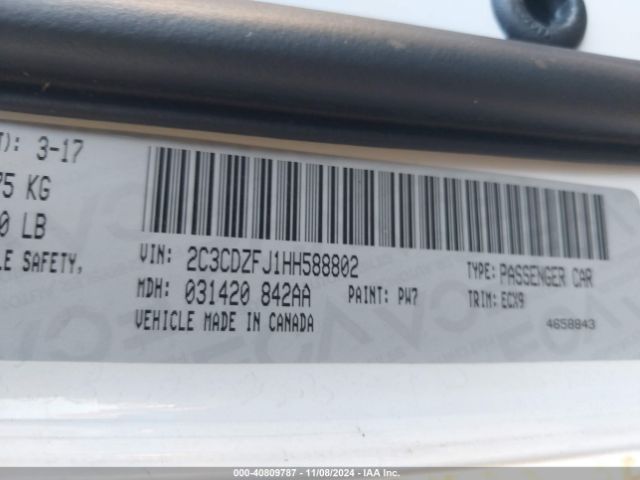 T): 3-17
75 KG
0 LB
LE SAFETY,
VIN: 2C3CDZFJ1HH588802
TYPE: PASSENGER CAR
MDH: 031420 842AA
PAINT: PW7
TRIM: ECX9
VEHICLE MADE IN CANADA
4658843
000-40809787 - 11/08/2024 - IAA Inc.